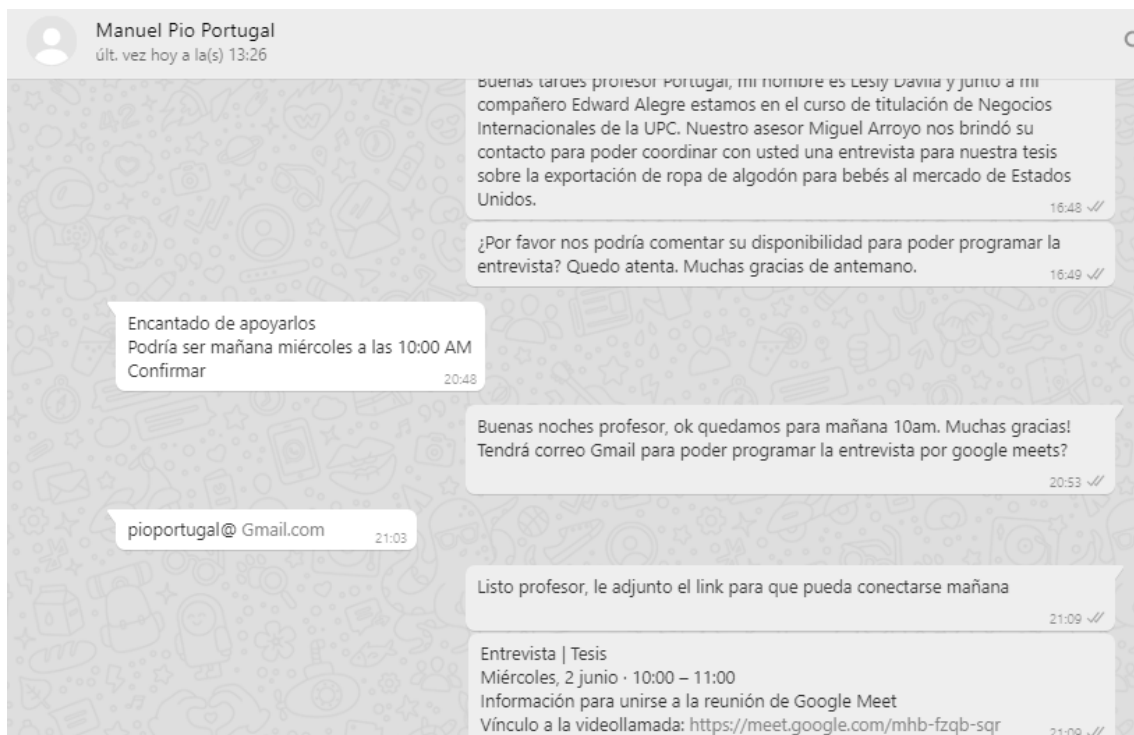 Manuel Pio Portugal
últ. vez hoy a la(s) 13:26
Buenas tardes profesor Portugal, mi nombre es Lesly Davila y junto a mi
compañero Edward Alegre estamos en el curso de titulación de Negocios
Internacionales de la UPC. Nuestro asesor Miguel Arroyo nos brindó su
contacto para poder coordinar con usted una entrevista para nuestra tesis
sobre la exportación de ropa de algodón para bebés al mercado de Estados
Unidos.
16:48
¿Por favor nos podría comentar su disponibilidad para poder programar la
entrevista? Quedo atenta. Muchas gracias de antemano.
16:49
Encantado de apoyarlos
Podría ser mañana miércoles a las 10:00 AM
Confirmar
20:48
Buenas noches profesor, ok quedamos para mañana 10am. Muchas gracias!
Tendrá correo Gmail para poder programar la entrevista por google meets?
20:53
pioportugal@ Gmail.com
21:03
Listo profesor, le adjunto el link para que pueda conectarse mañana
21:09
Entrevista | Tesis
Miércoles, 2 junio · 10:00 – 11:00
Información para unirse a la reunión de Google Meet
Vínculo a la videollamada: https://meet.google.com/mhb-fzqb-sqr
21:09